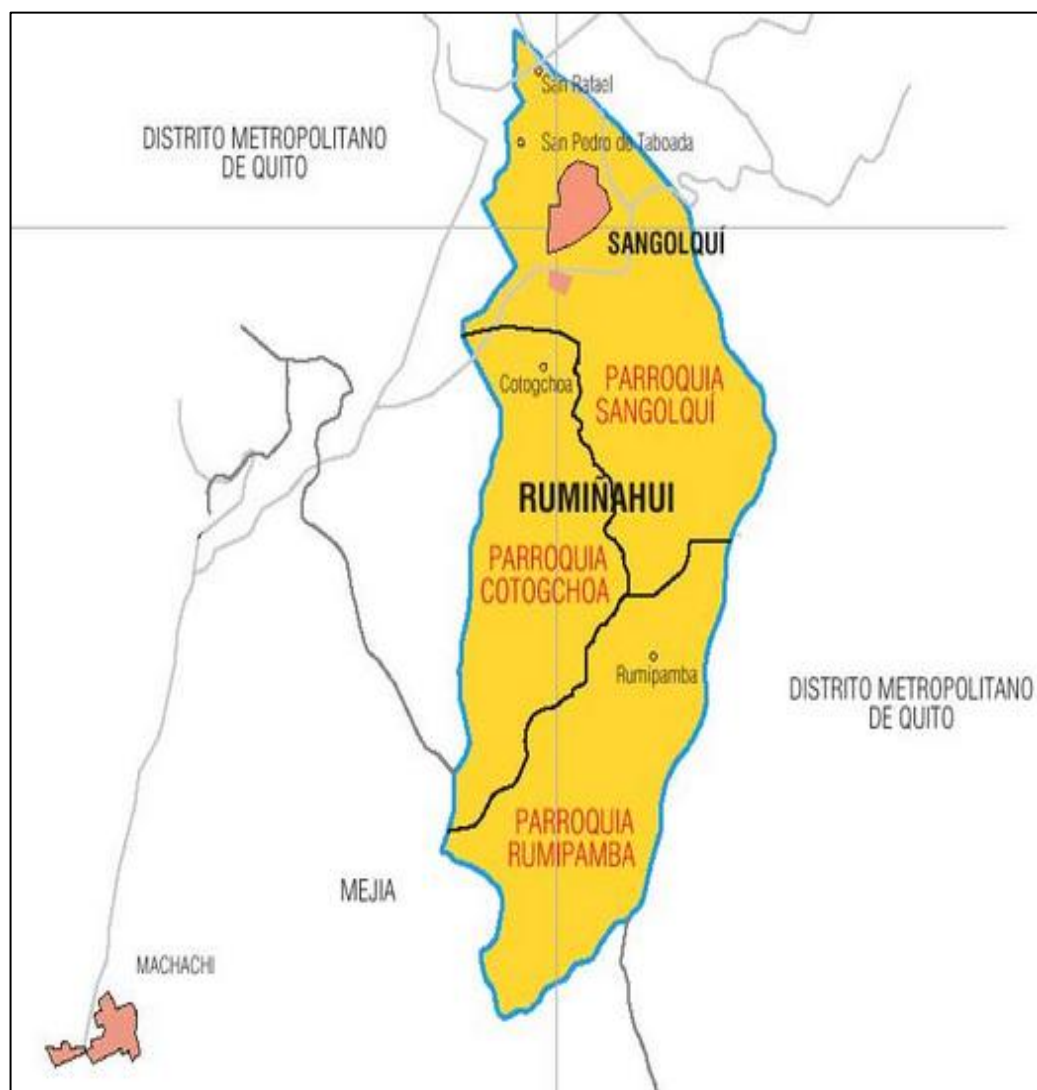 San Rafael
DISTRITO METROPOLITANO
DE QUITO
San Pedro de Taboada
SANGOLQUÍ
Cotogchoa
PARROQUIA
SANGOLQUÍ
RUMIÑAHUI
PARROQUIA
COTOGCHOA
Rumipamba
DISTRITO METROPOLITANO
DE QUITO
PARROQUIA
RUMIPAMBA
MEJIA
MACHACHI